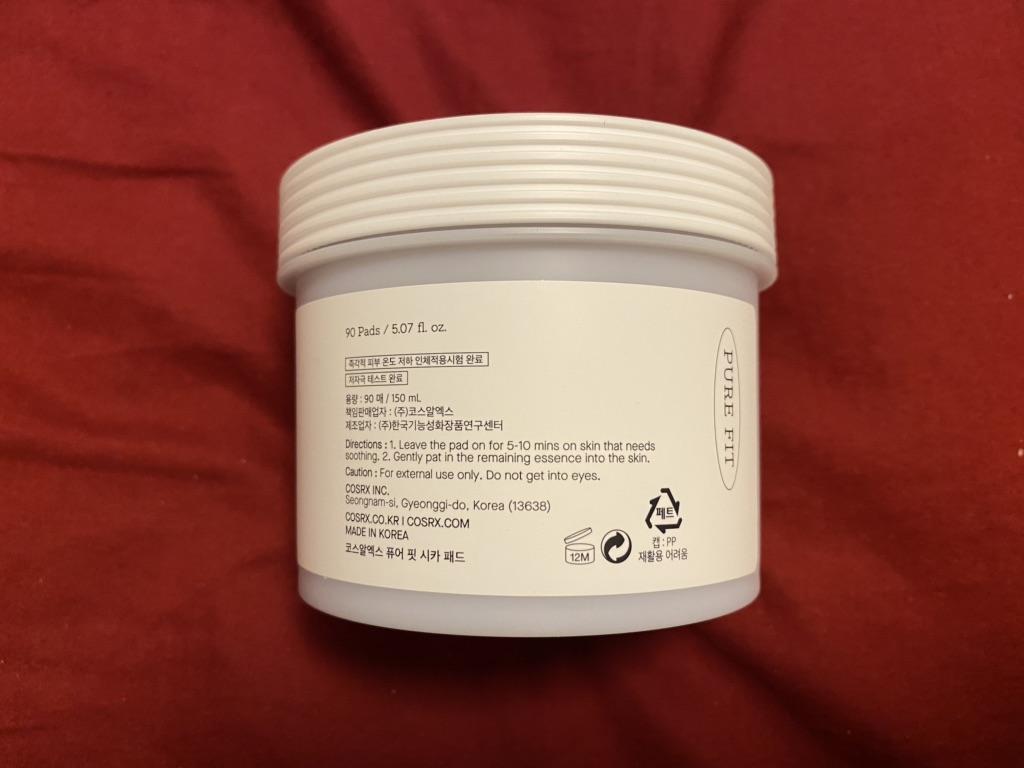 90 Pads / 5.07 fl. oz.
즉각적 피부 온도 저하 인체적용시험 완료
저자극 테스트 완료
용량 : 90 매 / 150 mL
책임판매업자 : (주)코스알엑스
제조업자 : (주)한국기능성화장품연구센터
Directions : 1. Leave the pad on for 5-10 mins on skin that needs
soothing. 2. Gently pat in the remaining essence into the skin.
Caution : For external use only. Do not get into eyes.
COSRX INC.
Seongnam-si, Gyeonggi-do, Korea (13638)
COSRX.CO.KR I COSRX.COM
MADE IN KOREA
코스알엑스 퓨어 핏 시카 패드
12M
페트
캡 : PP
재활용 어려움
PURE FIT